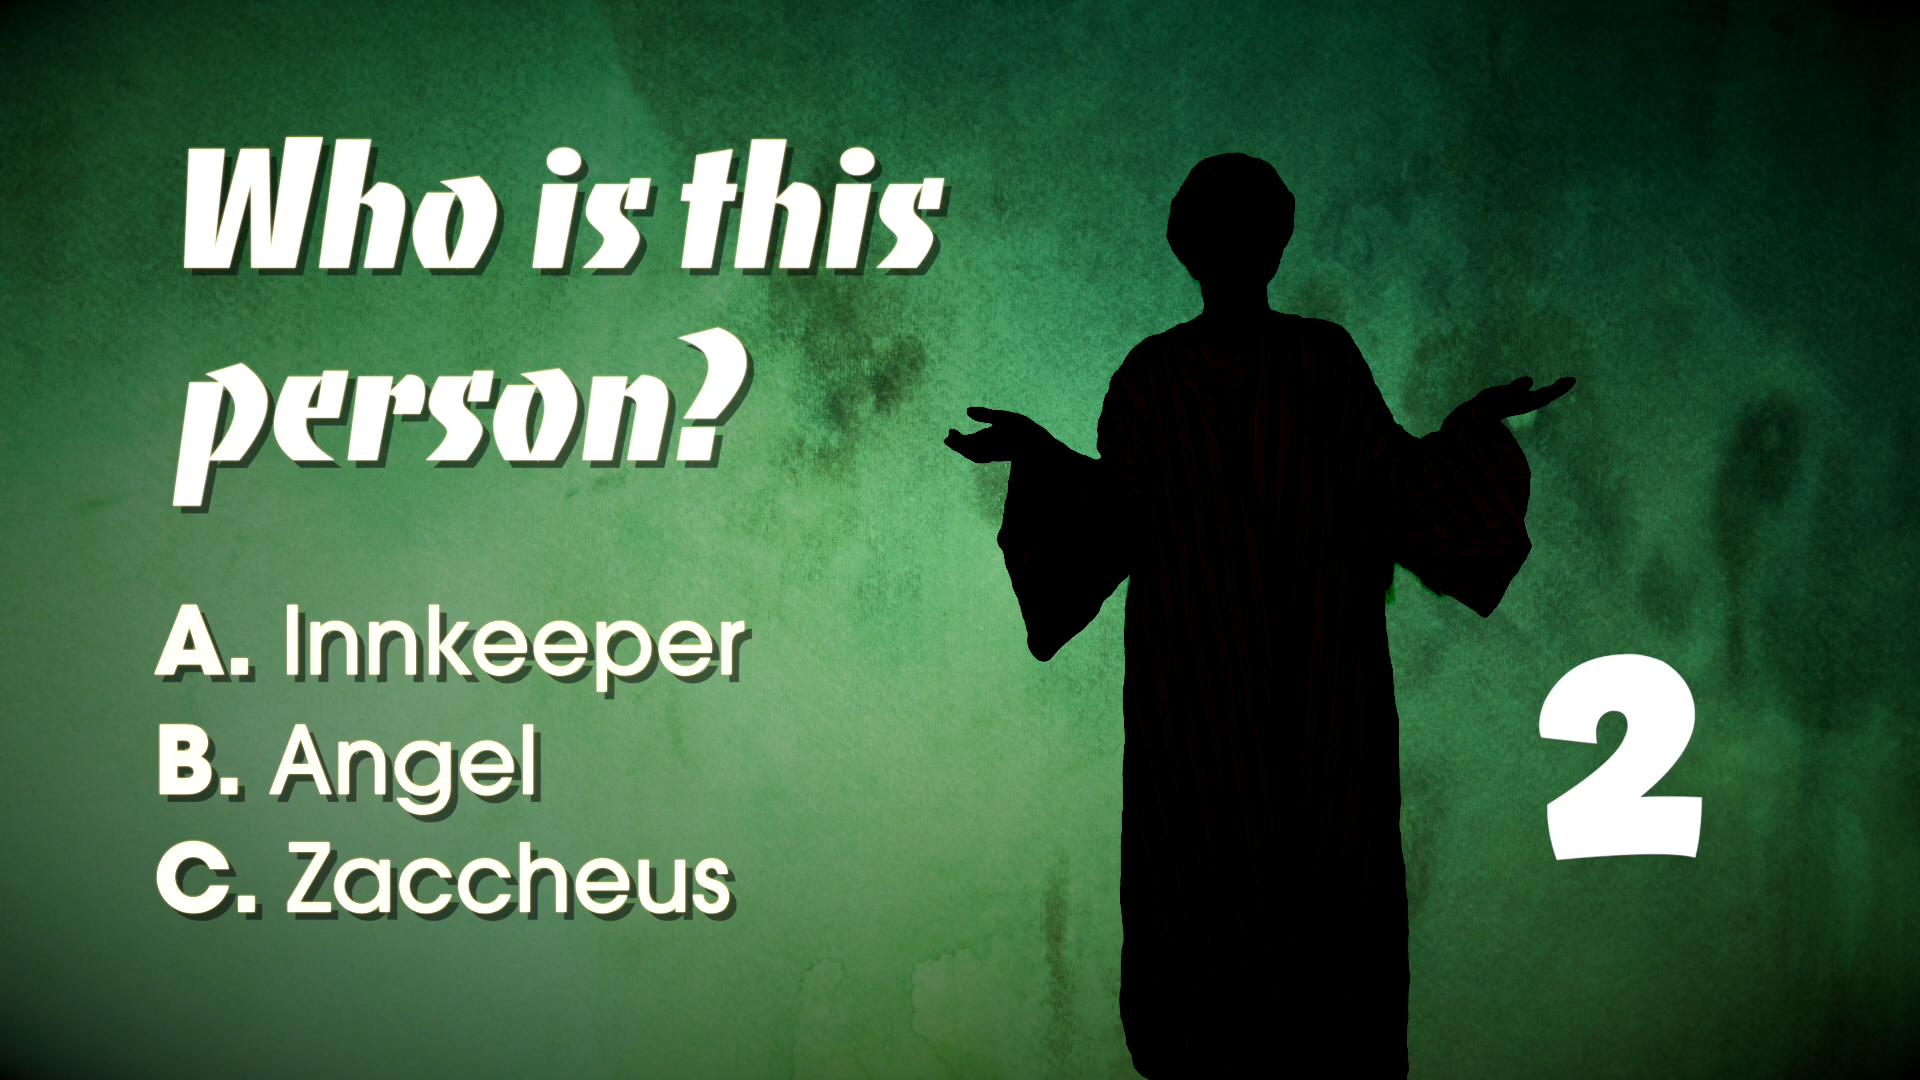 Who is this
person?
A. Innkeeper
B. Angel
C. Zaccheus
2